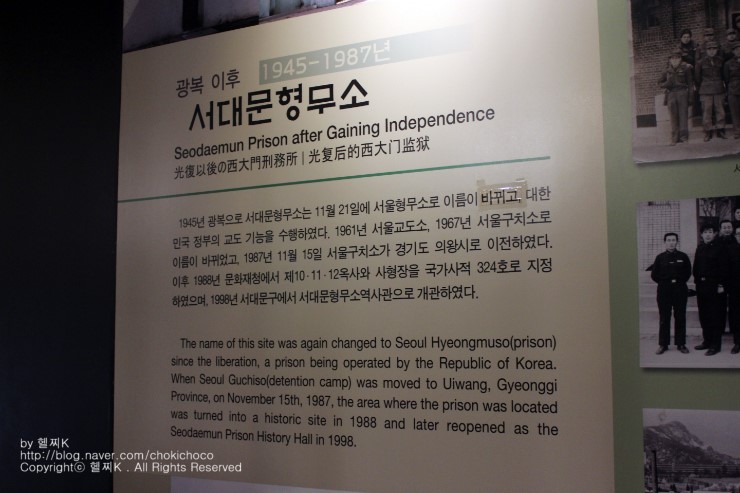 광복 이후 1945-1987년
서대문형무소
Seodaemun Prison after Gaining Independence
光復以後の西大門刑務所 | 光复后的西大门监狱
1945년 광복으로 서대문형무소는 11월 21일에 서울형무소로 이름이 바뀌고, 대한
민국 정부의 교도 기능을 수행하였다. 1961년 서울교도소, 1967년 서울구치소로
이름이 바뀌었고, 1987년 11월 15일 서울구치소가 경기도 의왕시로 이전하였다.
이후 1988년 문화재청에서 제10·11·12옥사와 사형장을 국가사적 324호로 지정
하였으며, 1998년 서대문구에서 서대문형무소역사관으로 개관하였다.
The name of this site was again changed to Seoul Hyeongmuso(prison)
since the liberation, a prison being operated by the Republic of Korea.
When Seoul Guchiso(detention camp) was moved to Uiwang, Gyeonggi
Province, on November 15th, 1987, the area where the prison was located
was turned into a historic site in 1988 and later reopened as the
Seodaemun Prison History Hall in 1998.
by 헬찌K
http://blog.naver.com/chokichoco
Copyrightⓒ 헬찌K . All Rights Reserved